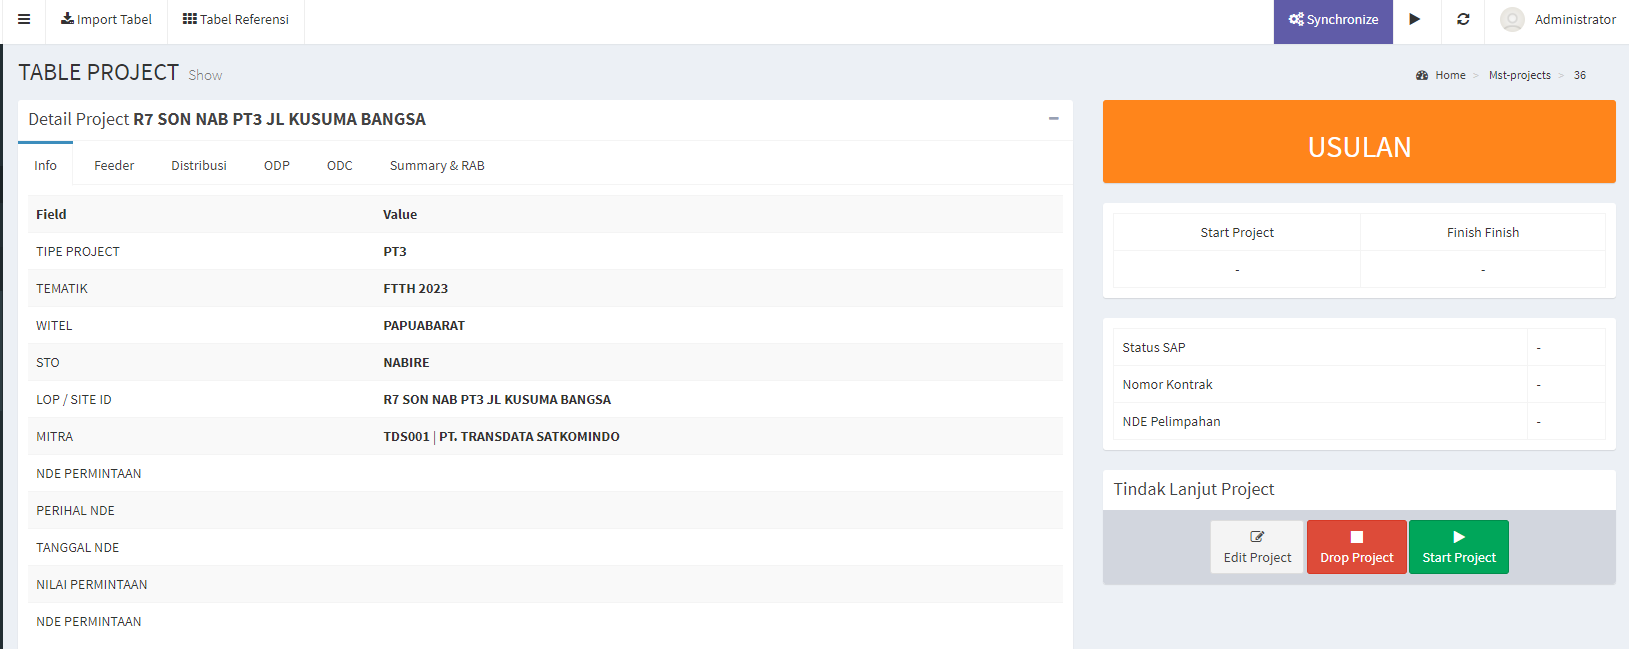 Import Tabel
Tabel Referensi
Synchronize
Administrator
TABLE PROJECT Show
Home > Mst-projects > 36
Detail Project R7 SON NAB PT3 JL KUSUMA BANGSA
Info Feeder Distribusi ODP ODC Summary & RAB
Field Value
TIPE PROJECT PT3
TEMATIK FTTH 2023
WITEL PAPUABARAT
STO NABIRE
LOP / SITE ID R7 SON NAB PT3 JL KUSUMA BANGSA
MITRA TDS001 | PT. TRANSDATA SATKOMINDO
NDE PERMINTAAN
PERIHAL NDE
TANGGAL NDE
NILAI PERMINTAAN
NDE PERMINTAAN
USULAN
Start Project Finish Finish
- -
Status SAP -
Nomor Kontrak -
NDE Pelimpahan -
Tindak Lanjut Project
Edit Project Drop Project Start Project